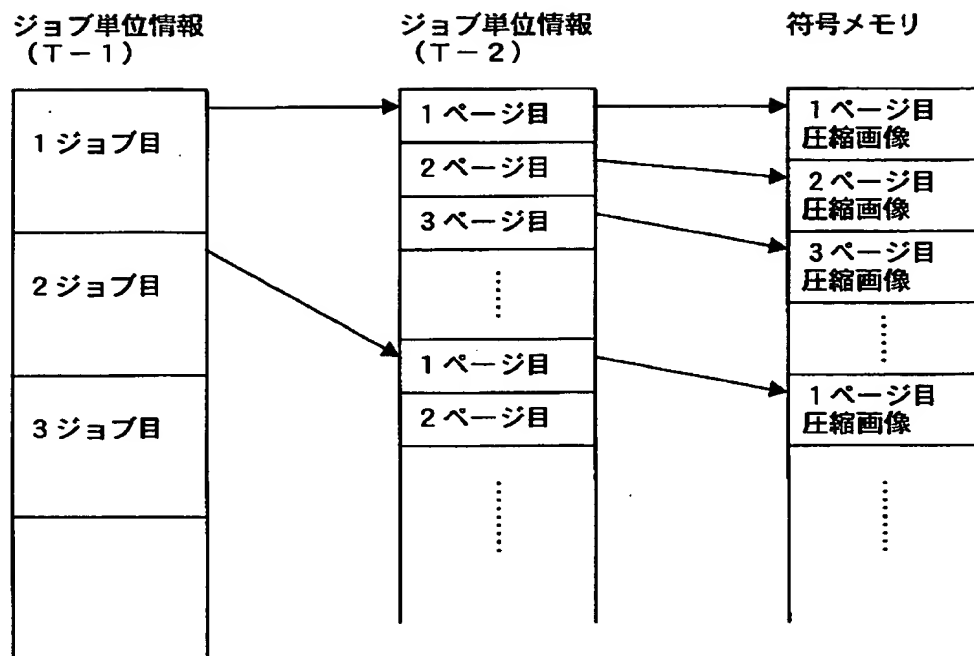 ジョブ単位情報
(T-1)
1ジョブ目
2ジョブ目
3ジョブ目
ジョブ単位情報
(T-2)
1ページ目
2ページ目
3ページ目
1ページ目
2ページ目
符号メモリ
1ページ目
圧縮画像
2ページ目
圧縮画像
3ページ目
圧縮画像
1ページ目
圧縮画像